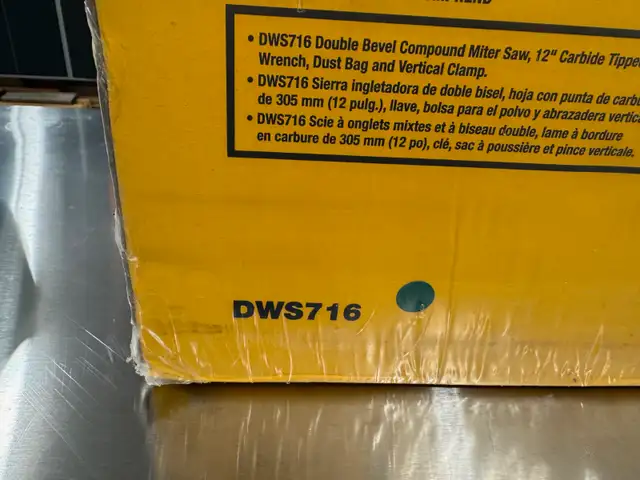 • DWS716 Double Bevel Compound Miter Saw, 12" Carbide Tipped
Wrench, Dust Bag and Vertical Clamp.
• DWS716 Sierra ingletadora de doble bisel, hoja con punta de carb
de 305 mm (12 pulg.), llave, bolsa para el polvo y abrazadera vertica
• DWS716 Scie à onglets mixtes et à biseau double, lame à bordure
en carbure de 305 mm (12 po), clé, sac à poussière et pince verticale.
DWS716